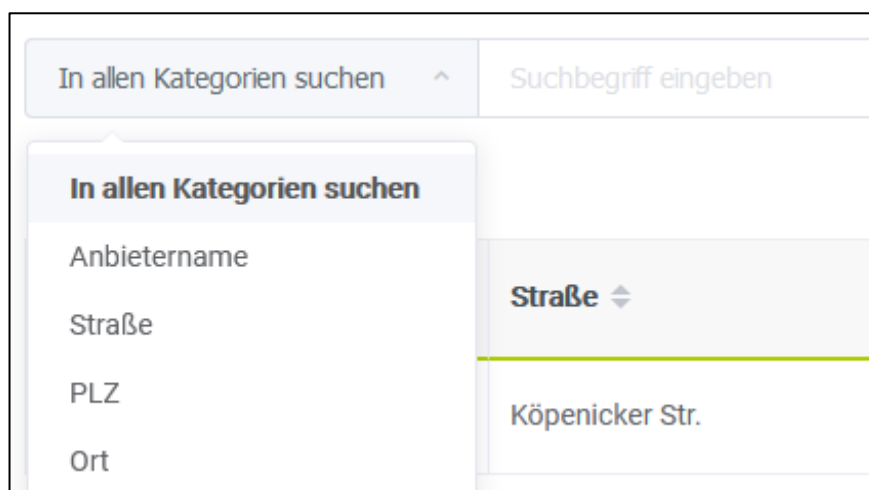 In allen Kategorien suchen
Suchbegriff eingeben
In allen Kategorien suchen
Anbietername
Straße
PLZ
Ort
Straße
Köpenicker Str.